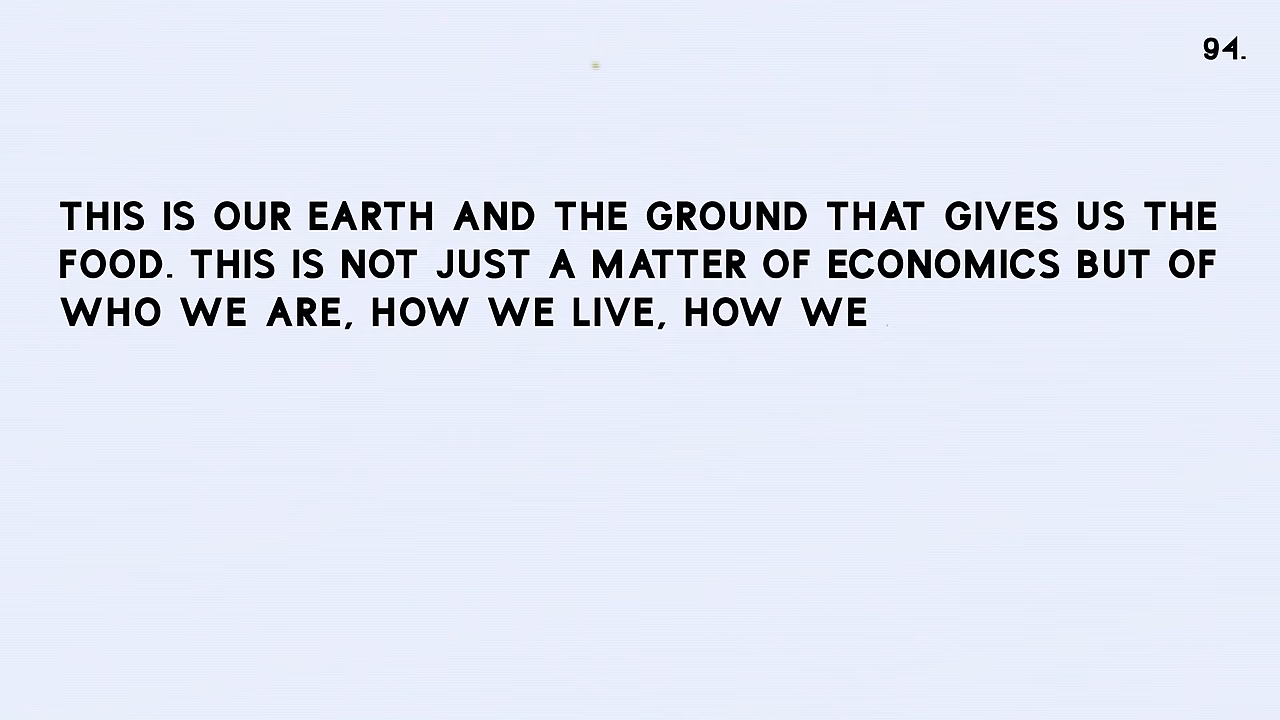 94.
THIS IS OUR EARTH AND THE GROUND THAT GIVES US THE
FOOD. THIS IS NOT JUST A MATTER OF ECONOMICS BUT OF
WHO WE ARE, HOW WE LIVE, HOW WE